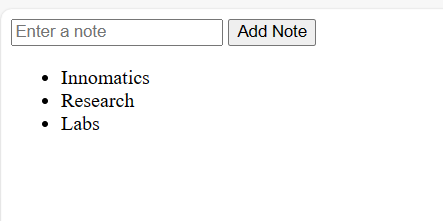 Enter a note Add Note
Innomatics
Research
Labs